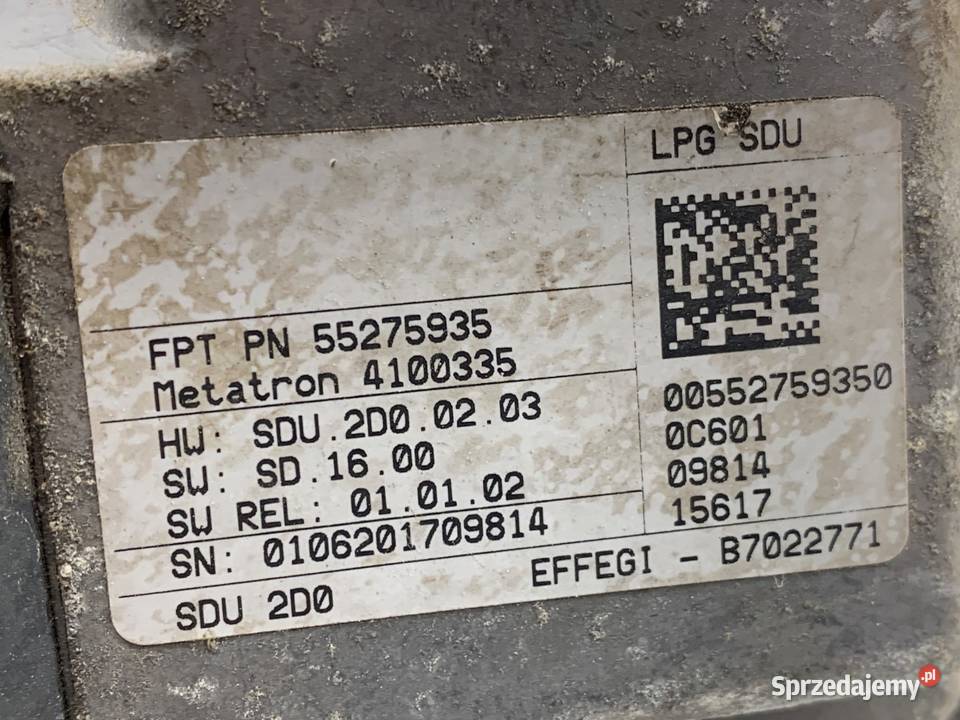 LPG SDU
FPT PN 55275935
Metatron 4100335
HW: SDU.2D0.02.03
SW: SD.16.00
SW REL: 01.01.02
SN: 0106201709814
00552759350
0C601
09814
15617
SDU 2D0
EFFEGI - B7022771
Sprzedajemy.pl